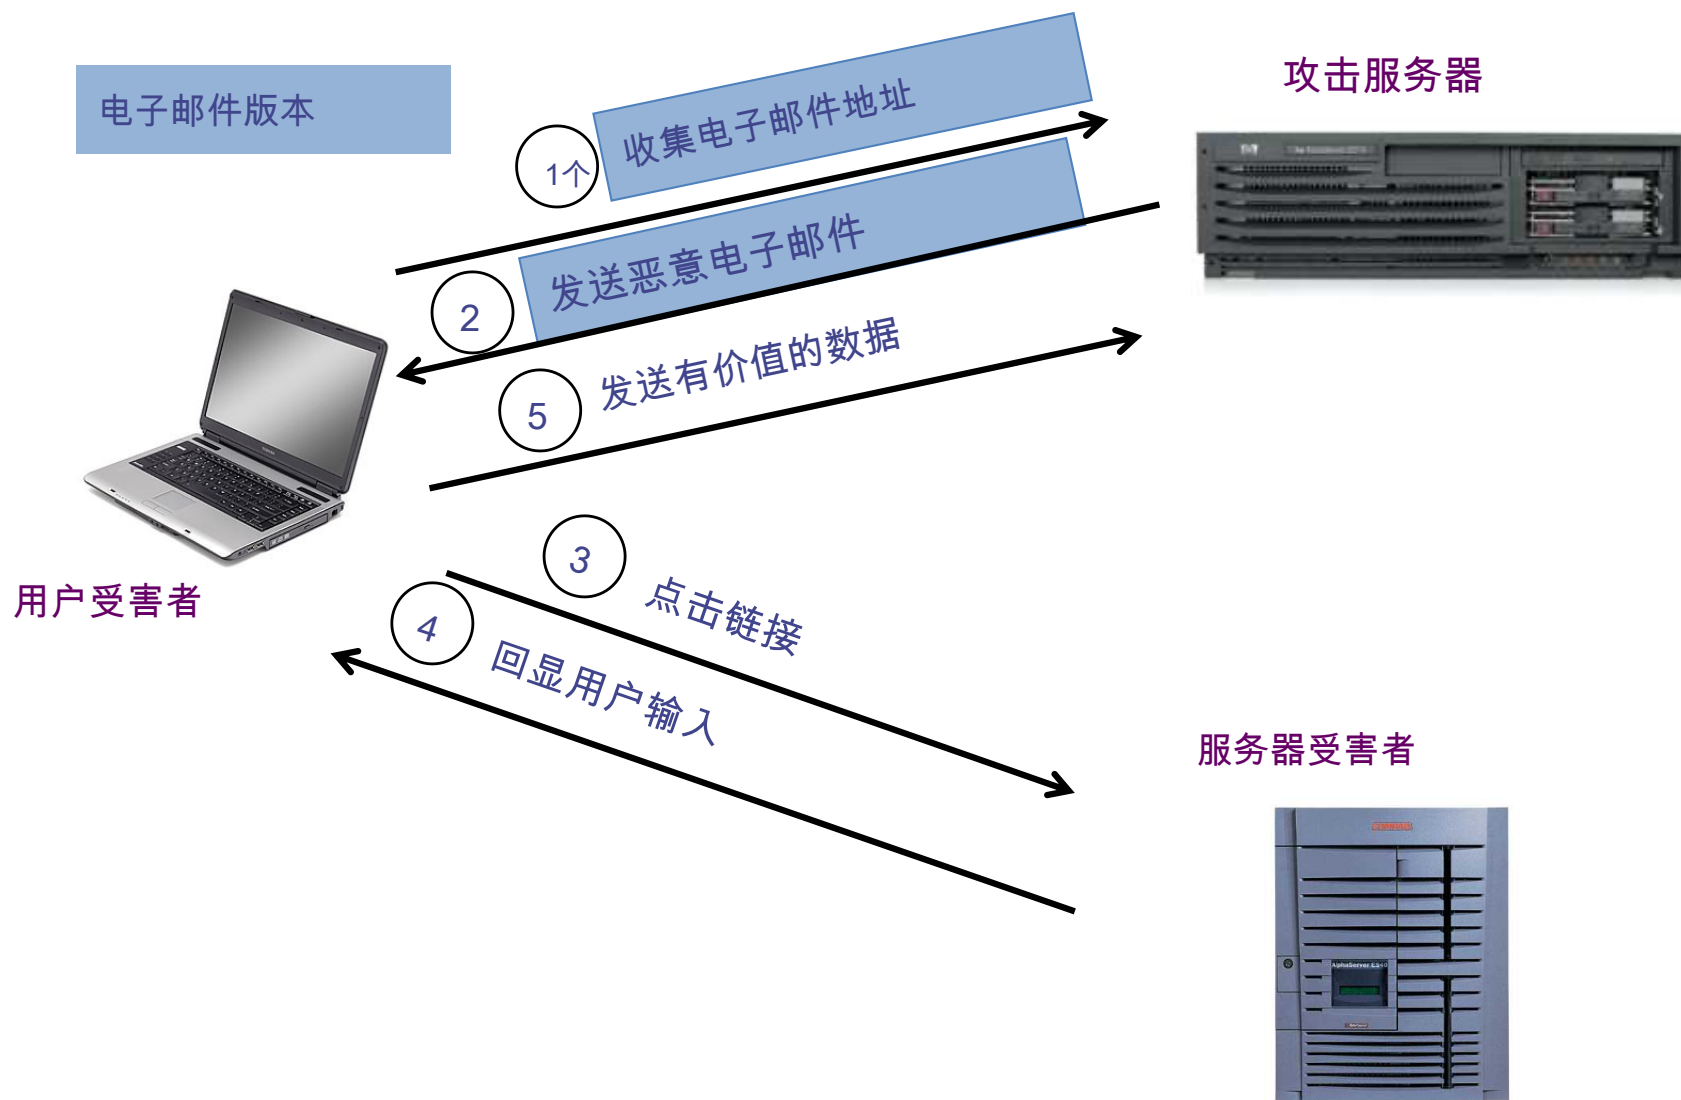 电子邮件版本
攻击服务器
1个
收集电子邮件地址
2
发送恶意电子邮件
5
发送有价值的数据
用户受害者
3
点击链接
4
回显用户输入
服务器受害者
AlphaServer ES40